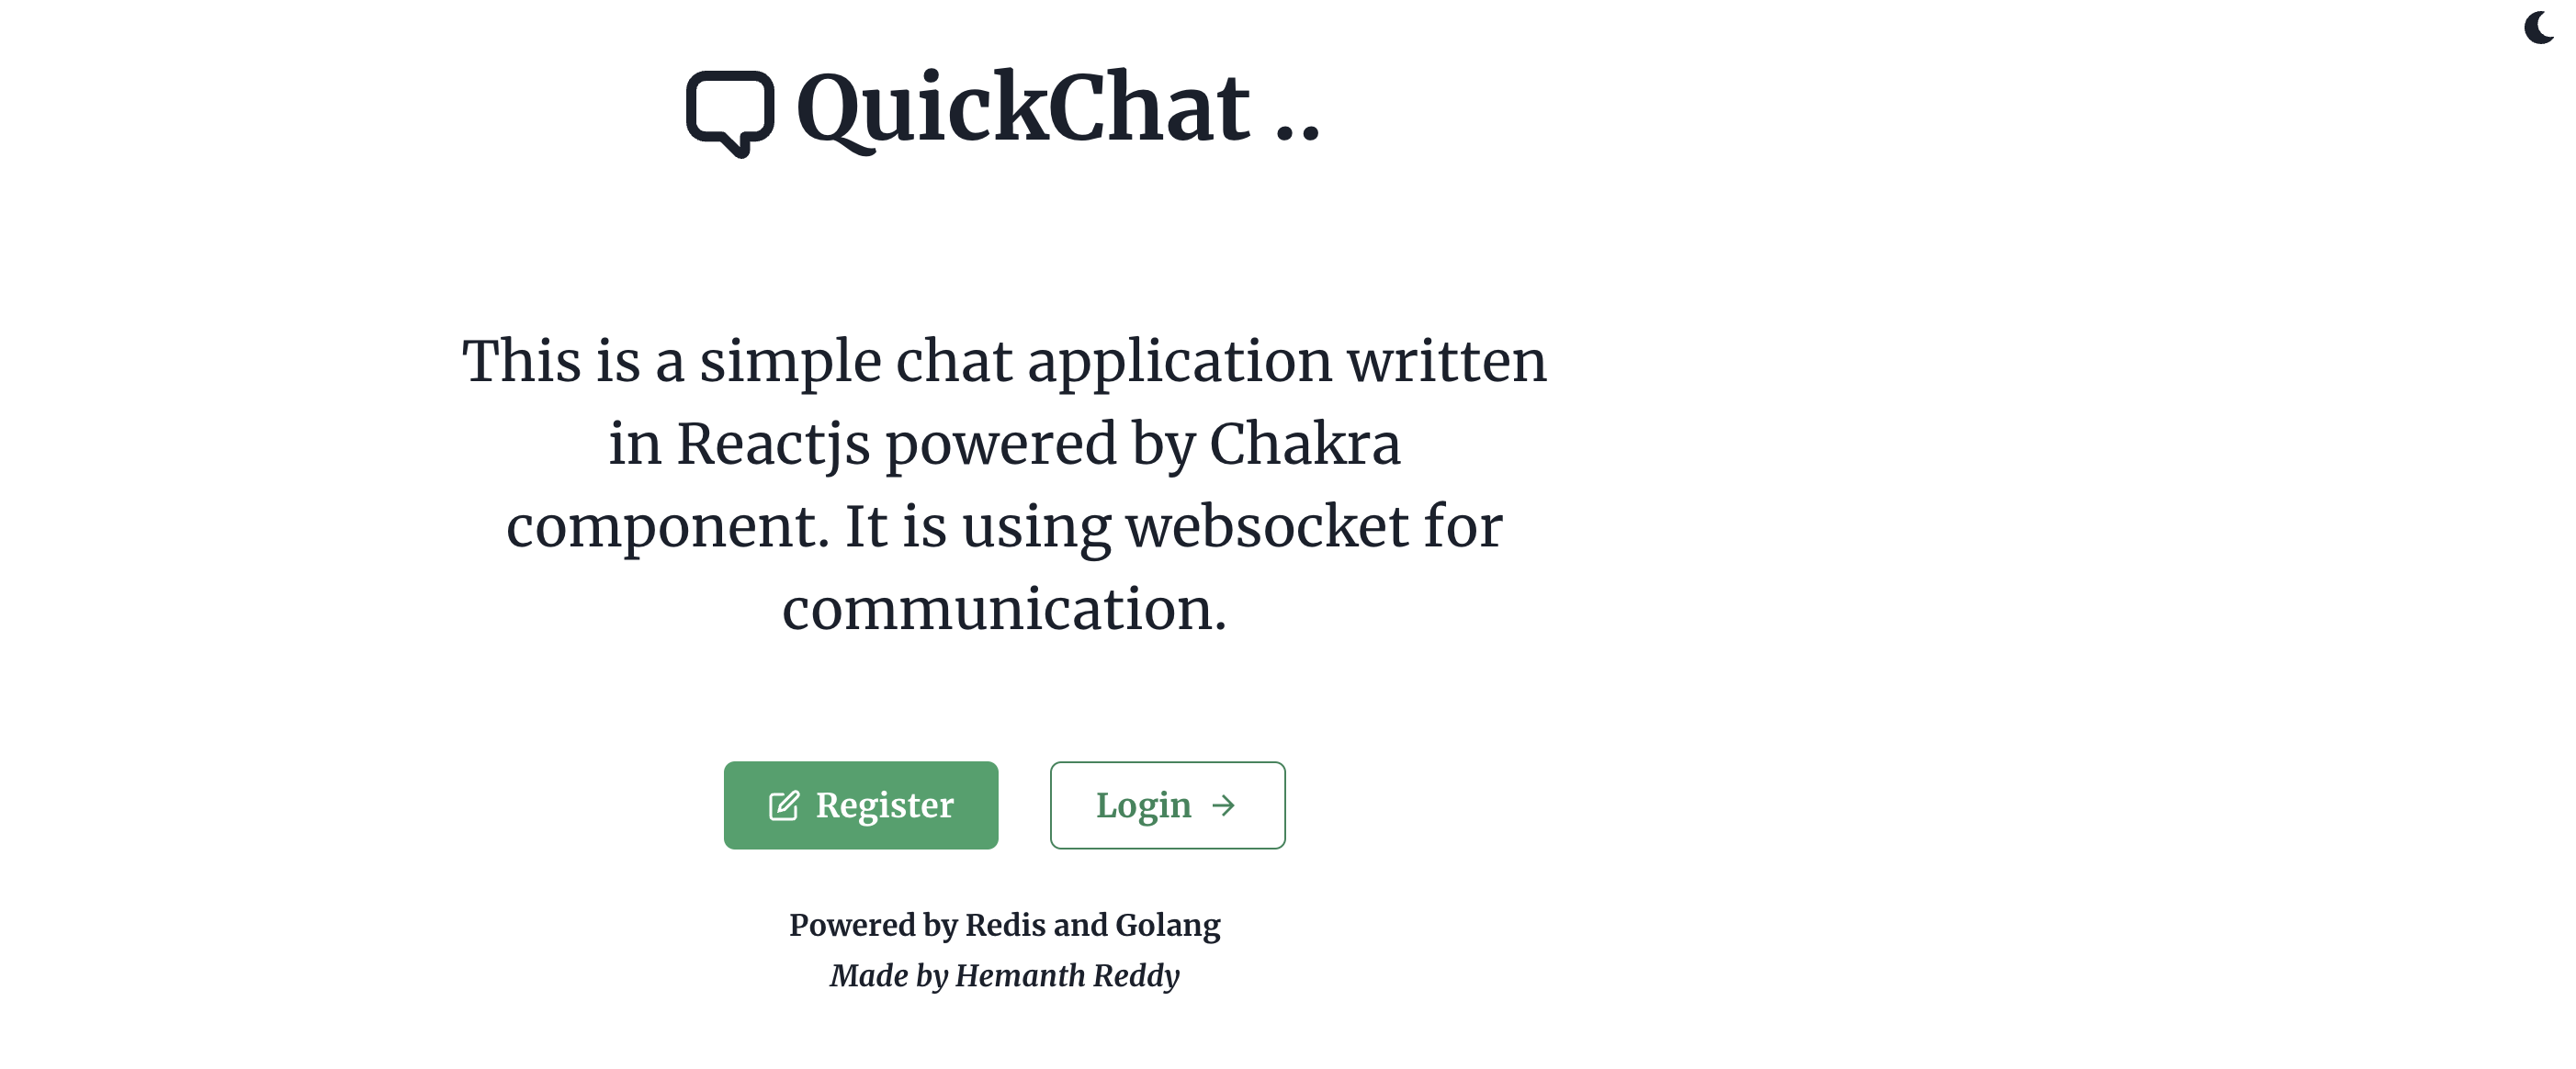 QuickChat ..
This is a simple chat application written
in Reactjs powered by Chakra
component. It is using websocket for
communication.
Register
Login
Powered by Redis and Golang
Made by Hemanth Reddy